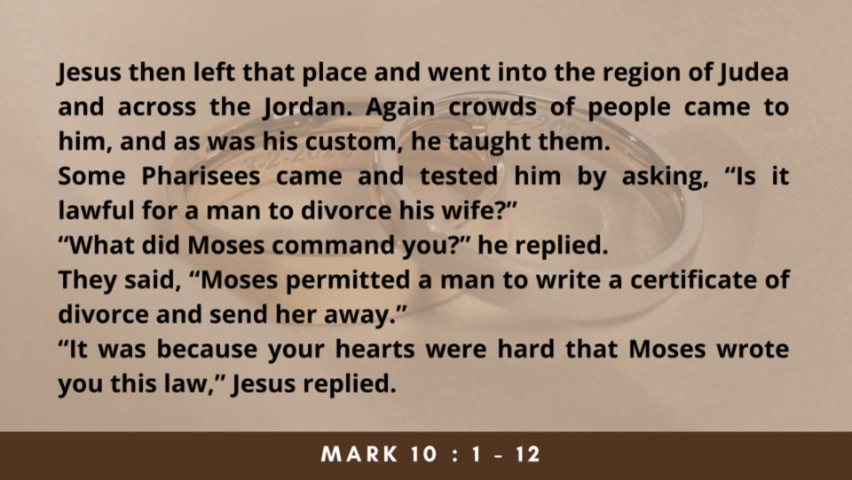 Jesus then left that place and went into the region of Judea
and across the Jordan. Again crowds of people came to
him, and as was his custom, he taught them.
Some Pharisees came and tested him by asking, “Is it
lawful for a man to divorce his wife?”
“What did Moses command you?” he replied.
They said, “Moses permitted a man to write a certificate of
divorce and send her away.”
“It was because your hearts were hard that Moses wrote
you this law,” Jesus replied.
MARK 10 : 1 - 12